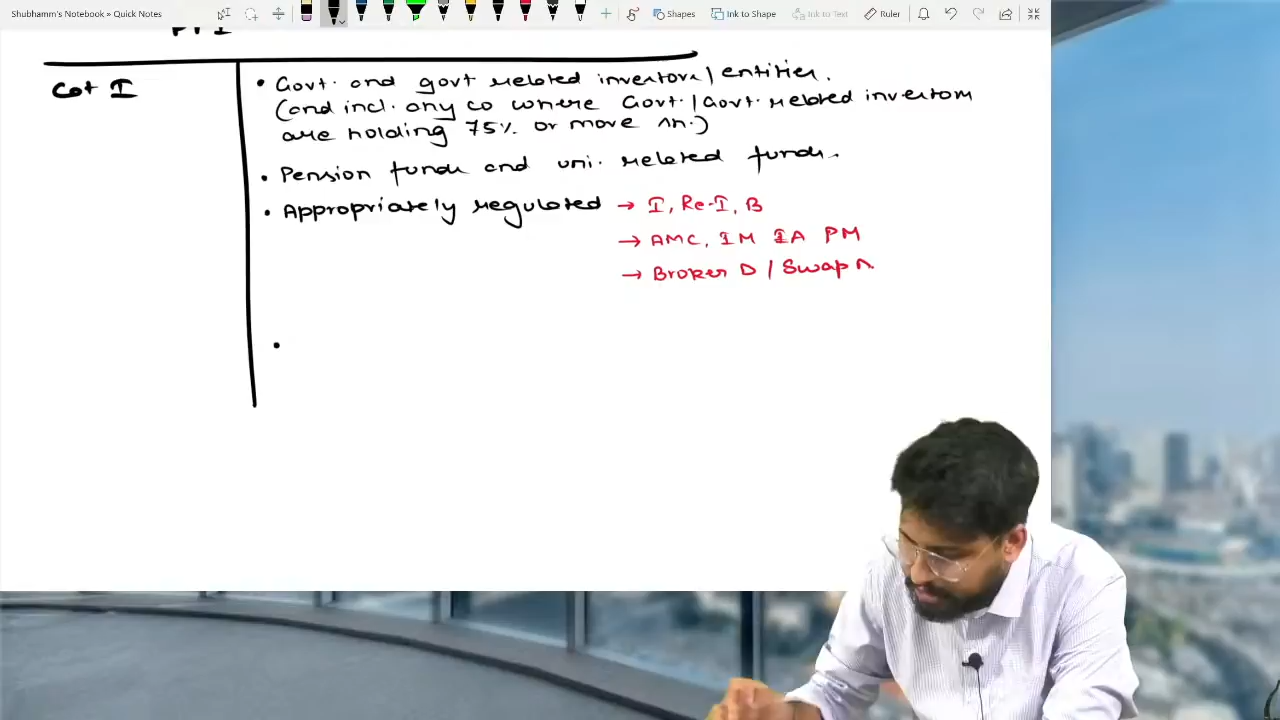 Shubhamm's Notebook » Quick Notes
Shapes
Ink to Shape
Ink to Text
Ruler
Cat I
• Govt. and govt related investors / entities.
(and incl. any co where Govt. / Govt. related investors
are holding 75% or more sh.)
• Pension funds and uni. related funds.
• Appropriately regulated → I, Re-I, B
→ AMC, IM IA PM
→ Broker D / Swap
•